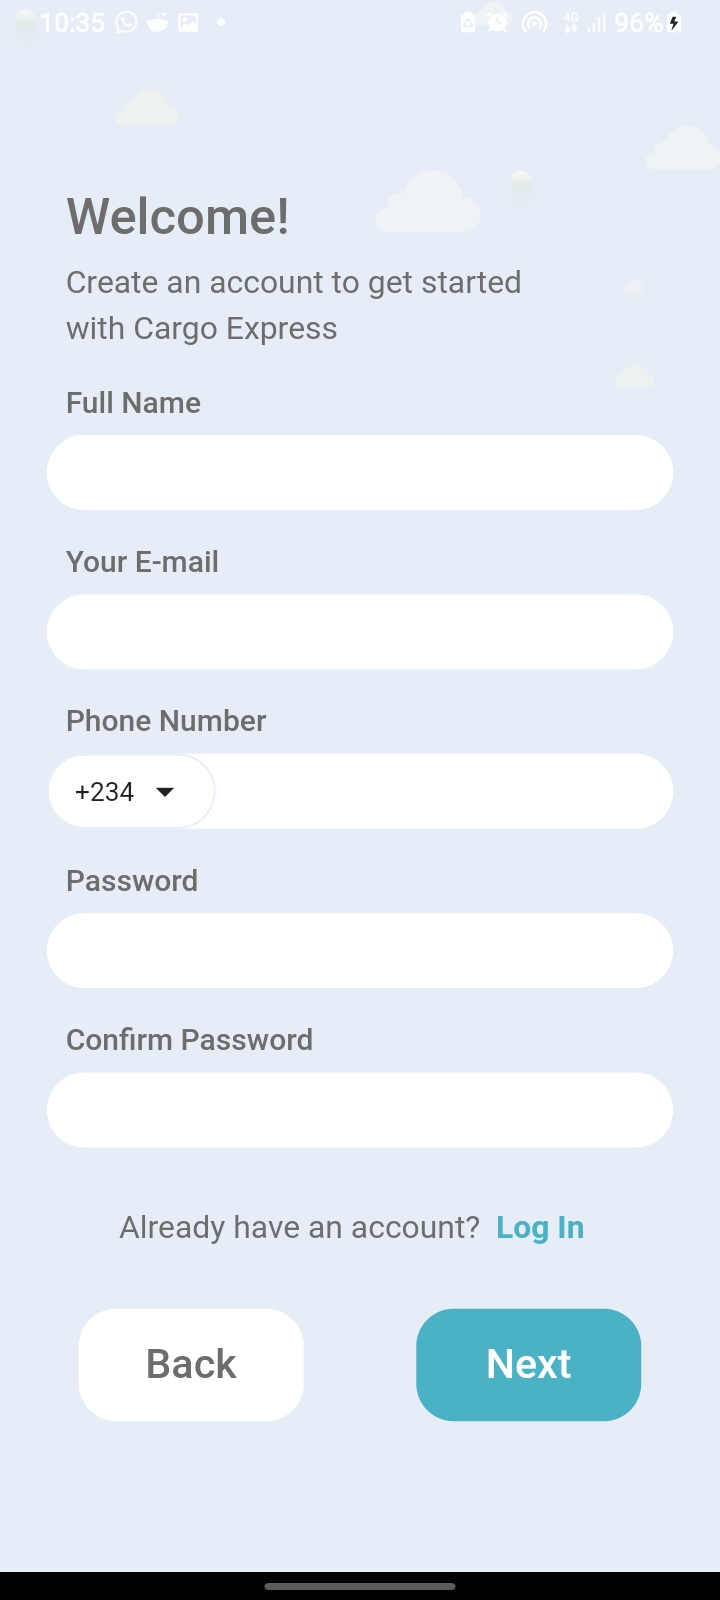 10:35 4G 96%
Welcome!
Create an account to get started
with Cargo Express
Full Name
Your E-mail
Phone Number
+234
Password
Confirm Password
Already have an account? Log In
Back Next